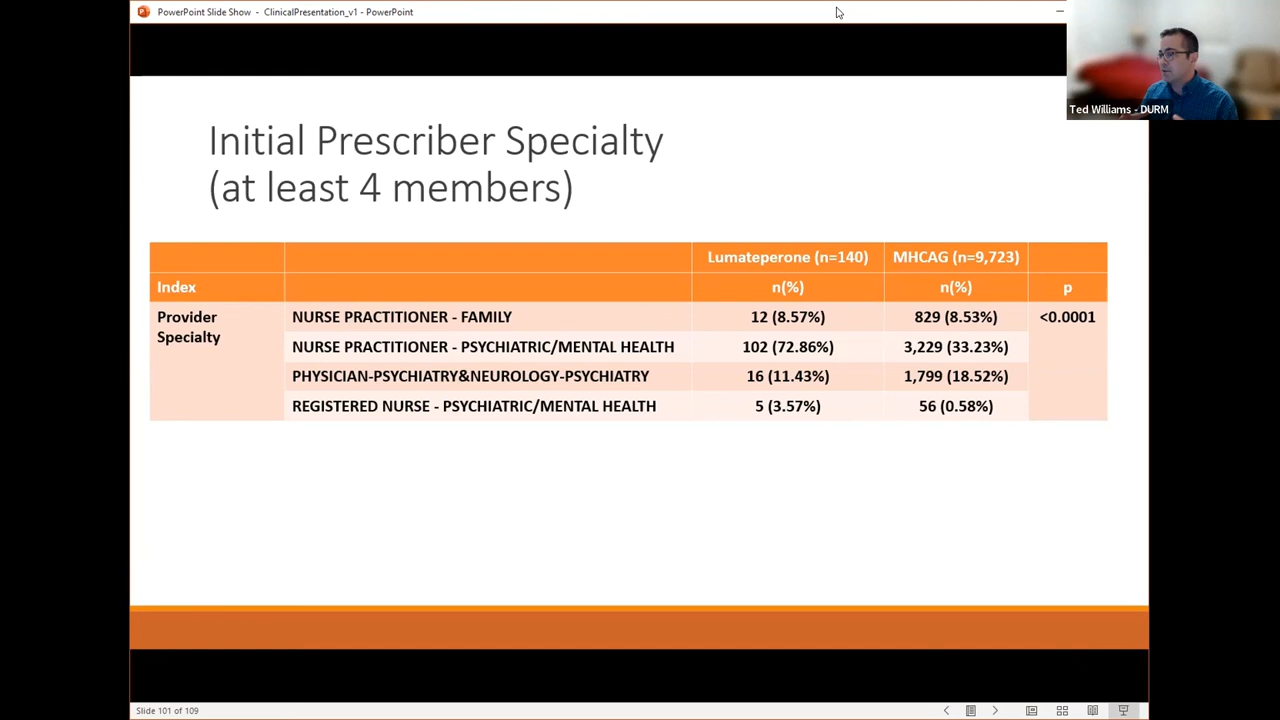 PowerPoint Slide Show - ClinicalPresentation_v1 - PowerPoint
Ted Williams - DURM
Initial Prescriber Specialty
(at least 4 members)
Lumateperone (n=140) MHCAG (n=9,723)
Index n(%) n(%) p
Provider Specialty NURSE PRACTITIONER - FAMILY 12 (8.57%) 829 (8.53%) <0.0001
NURSE PRACTITIONER - PSYCHIATRIC/MENTAL HEALTH 102 (72.86%) 3,229 (33.23%)
PHYSICIAN-PSYCHIATRY&NEUROLOGY-PSYCHIATRY 16 (11.43%) 1,799 (18.52%)
REGISTERED NURSE - PSYCHIATRIC/MENTAL HEALTH 5 (3.57%) 56 (0.58%)
Slide 101 of 109